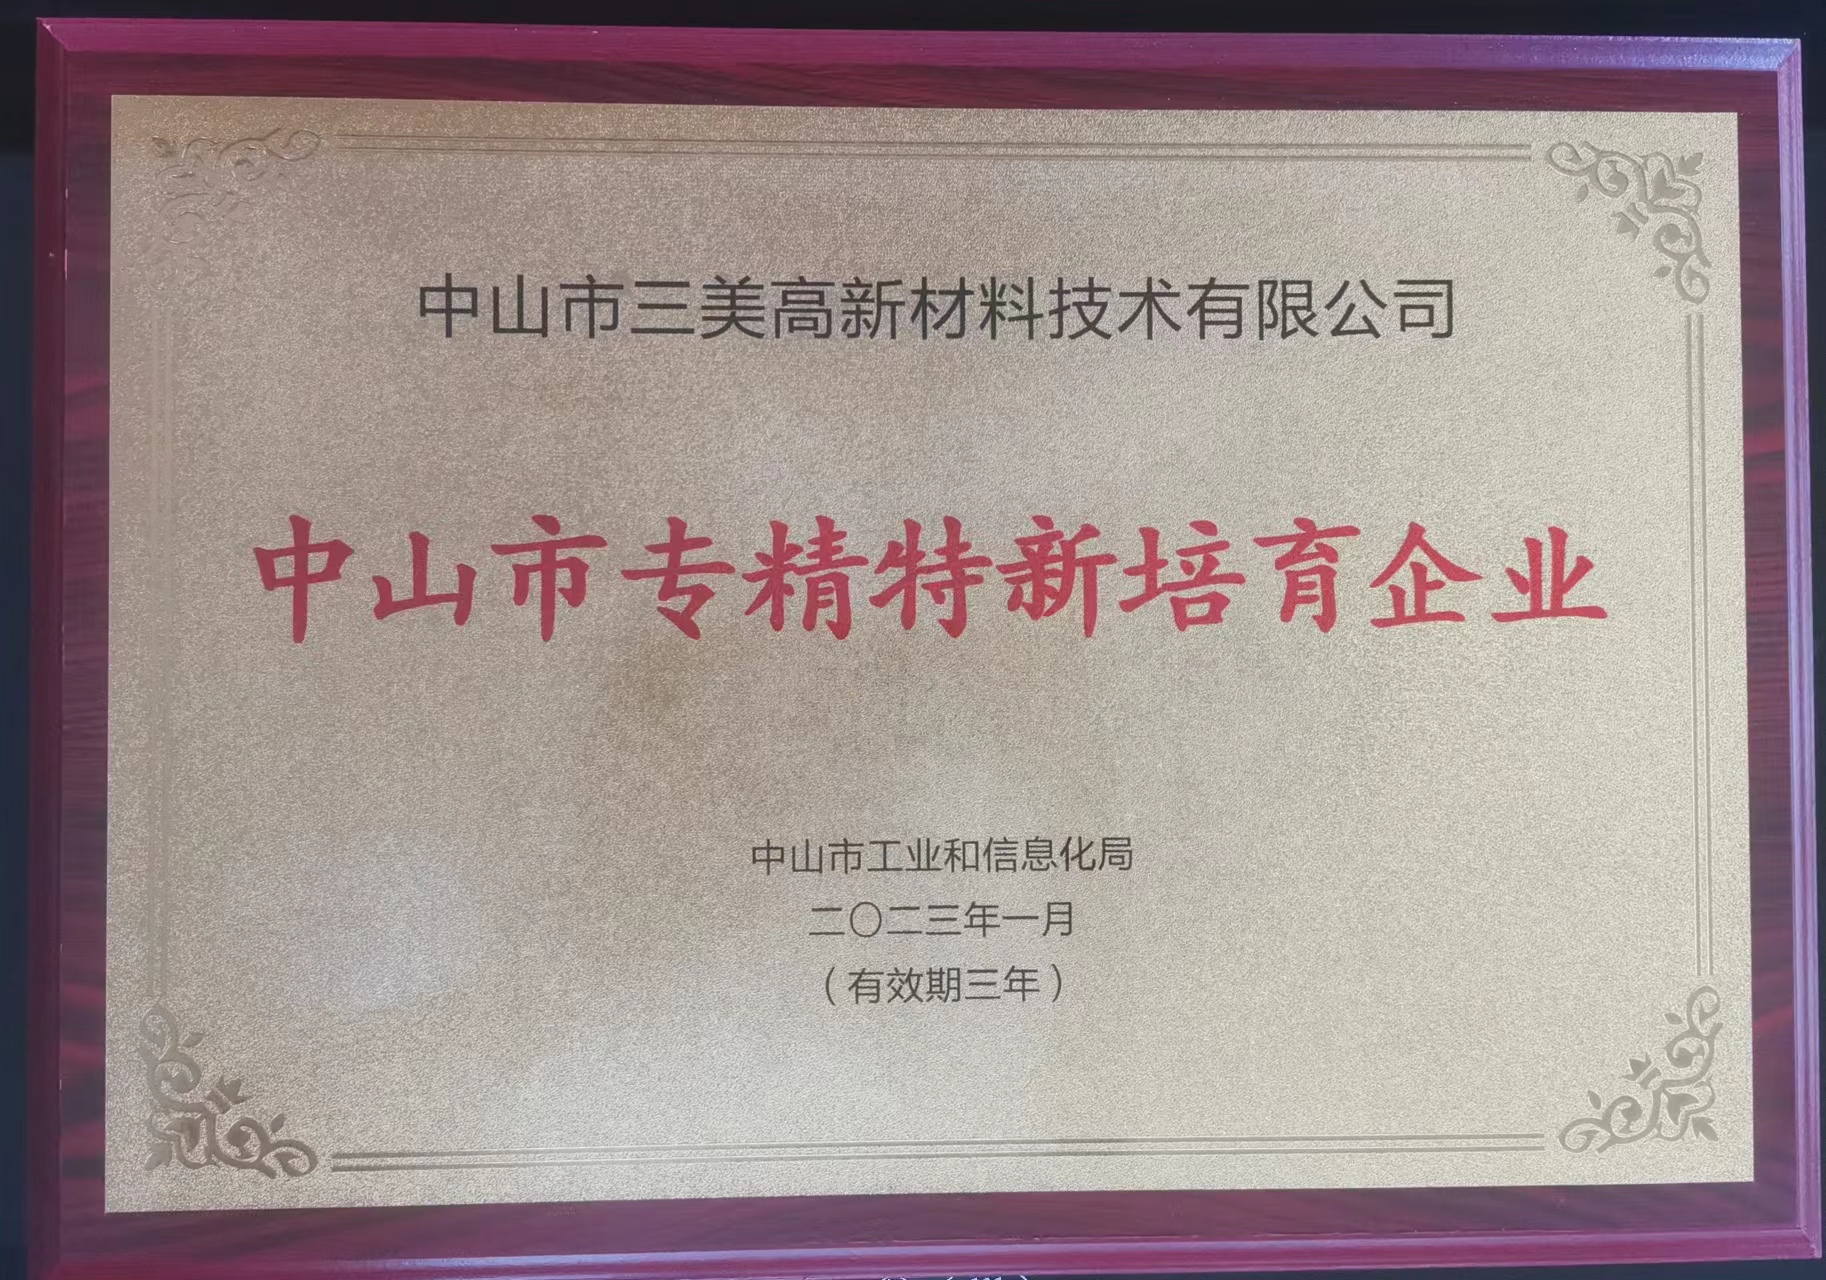 中山市三美高新材料技术有限公司
中山市专精特新培育企业
中山市工业和信息化局
二〇二三年一月
（有效期三年）